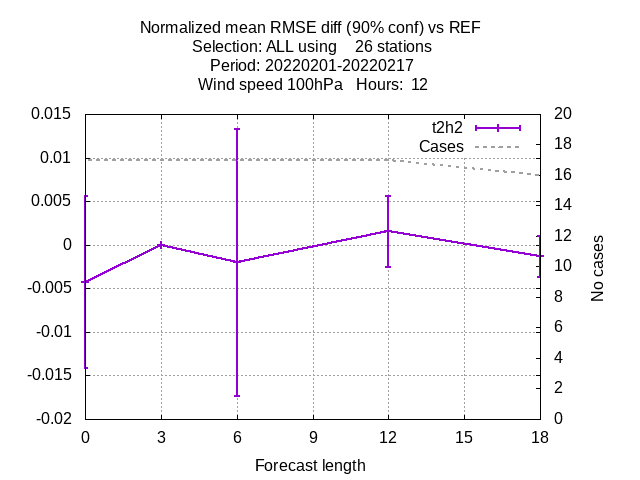 Normalized mean RMSE diff (90% conf) vs REF
Selection: ALL using    26 stations
Period: 20220201-20220217
Wind speed 100hPa   Hours:  12
t2h2
Cases
0.015
0.01
0.005
0
-0.005
-0.01
-0.015
-0.02
20
18
16
14
12
10
8
6
4
2
0
No cases
0 3 6 9 12 15 18
Forecast length